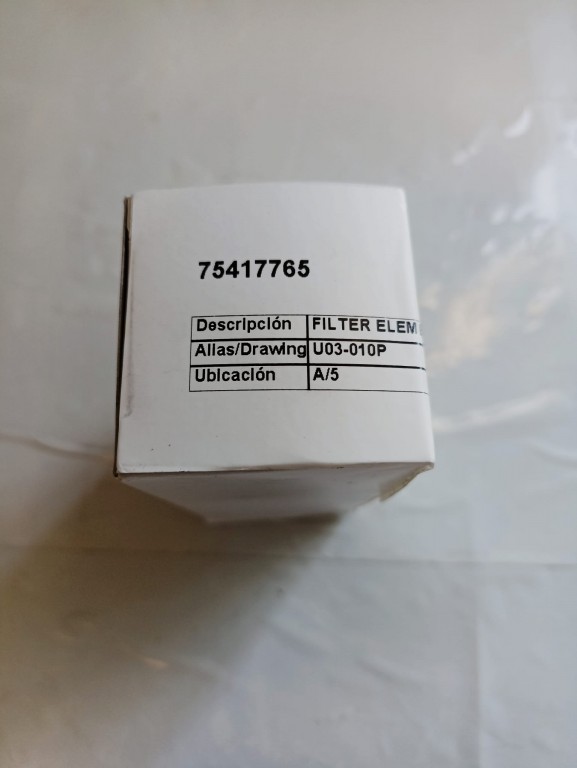 75417765
Descripción FILTER ELEM
Alias/Drawing U03-010P
Ubicación A/5